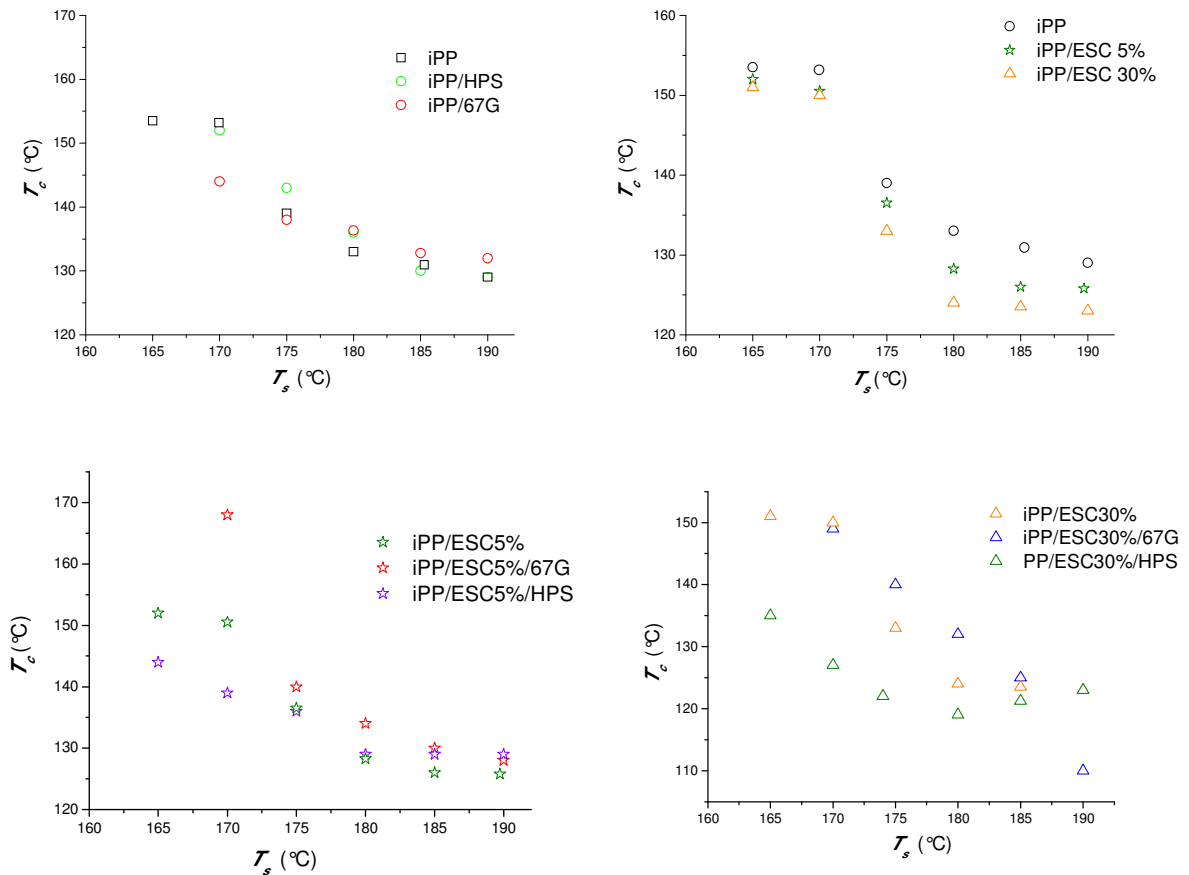 170
160
150
140
130
120
T_c (°C)
160 165 170 175 180 185 190
T_s (°C)
iPP
iPP/HPS
iPP/67G
160
150
140
130
120
T_c (°C)
160 165 170 175 180 185 190
T_s (°C)
iPP
iPP/ESC 5%
iPP/ESC 30%
170
160
150
140
130
120
T_c (°C)
160 165 170 175 180 185 190
T_s (°C)
iPP/ESC5%
iPP/ESC5%/67G
iPP/ESC5%/HPS
150
140
130
120
110
T_c (°C)
160 165 170 175 180 185 190
T_s (°C)
iPP/ESC30%
iPP/ESC30%/67G
PP/ESC30%/HPS